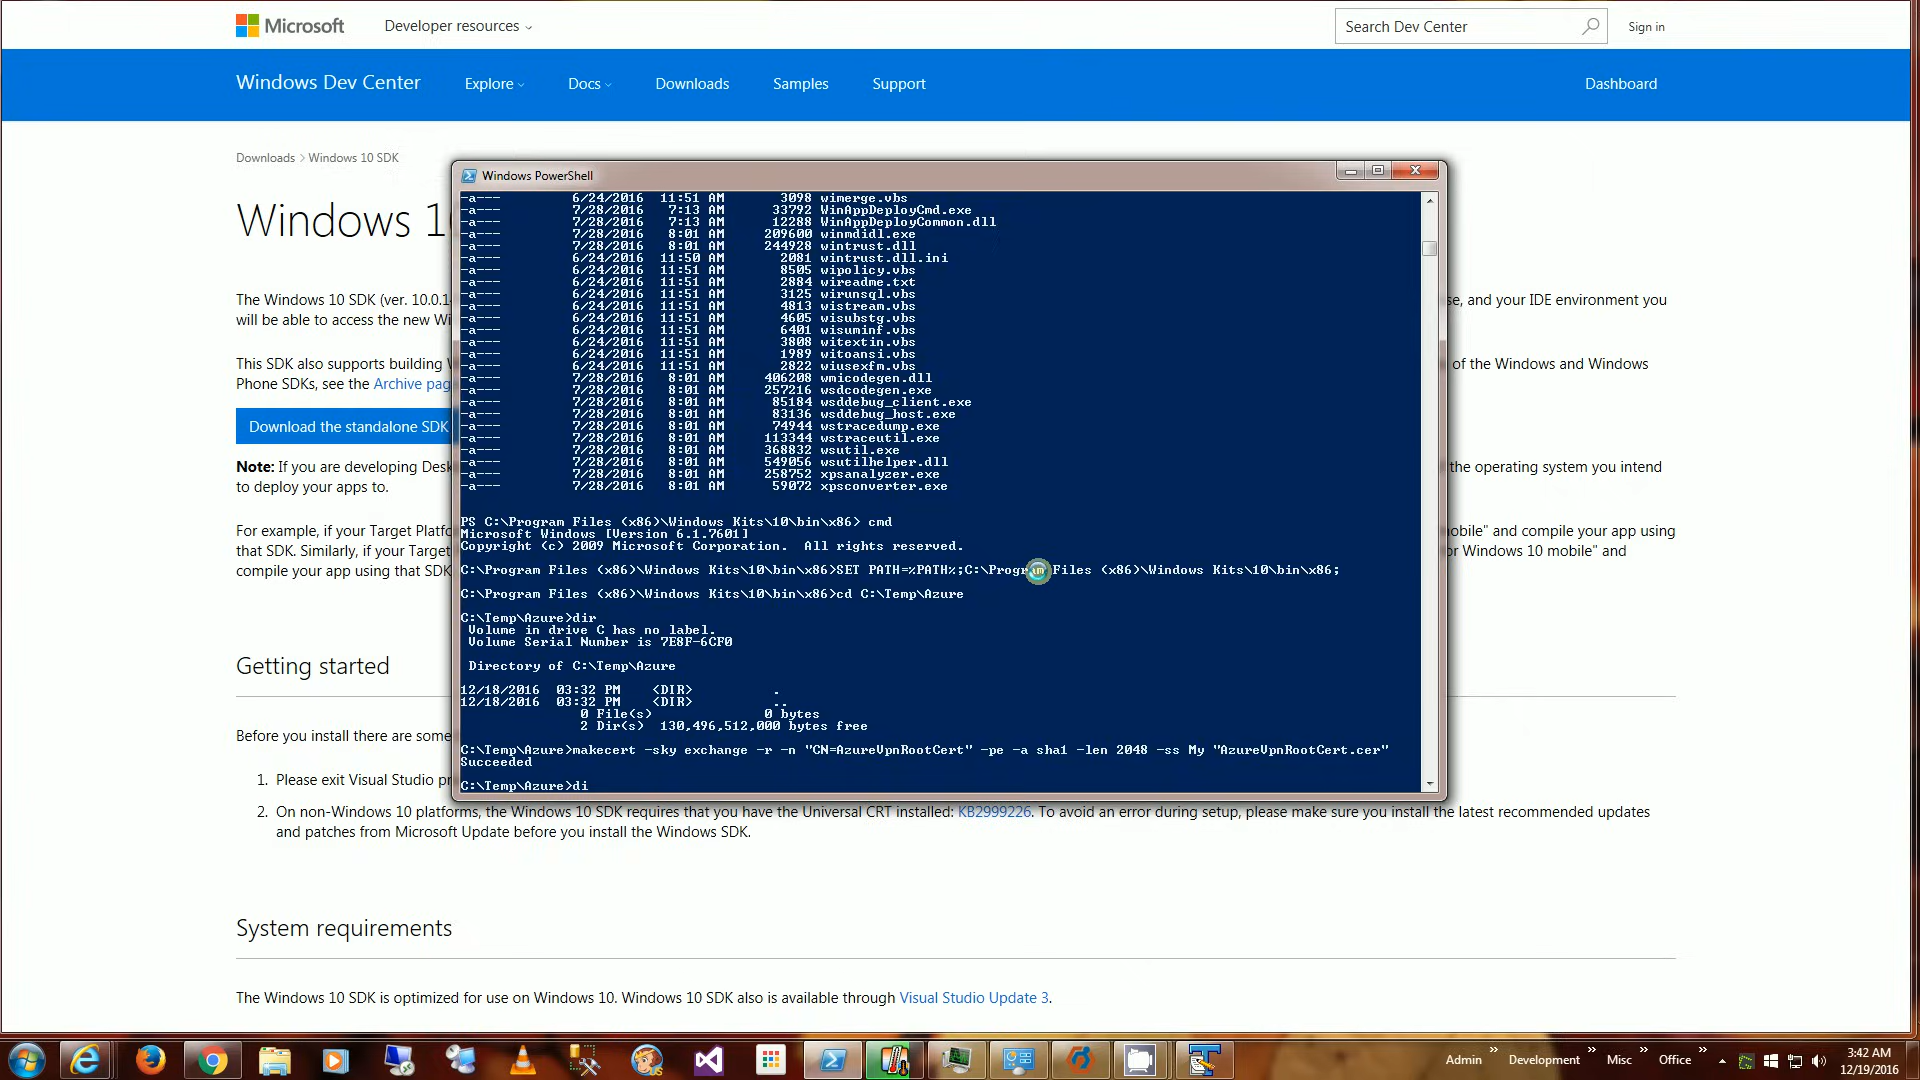 Microsoft
Developer resources
Search Dev Center
Sign in
Windows Dev Center
Explore
Docs
Downloads
Samples
Support
Dashboard
Downloads > Windows 10 SDK
Windows 1
The Windows 10 SDK (ver. 10.0.1
se, and your IDE environment you
will be able to access the new Wi
This SDK also supports building
of the Windows and Windows
Phone SDKs, see the Archive pag
Download the standalone SDK
Note: If you are developing Desk
the operating system you intend
to deploy your apps to.
For example, if your Target Platfo
obile" and compile your app using
that SDK. Similarly, if your Target
or Windows 10 mobile" and
compile your app using that SDK
Windows PowerShell
-a--- 6/24/2016 11:51 AM 3098 wimerge.vbs
-a--- 7/28/2016 7:13 AM 33792 WinAppDeployCmd.exe
-a--- 7/28/2016 7:13 AM 12288 WinAppDeployCommon.dll
-a--- 7/28/2016 8:01 AM 209600 winmdidl.exe
-a--- 7/28/2016 8:01 AM 244928 wintrust.dll
-a--- 6/24/2016 11:50 AM 2081 wintrust.dll.ini
-a--- 6/24/2016 11:51 AM 8505 wipolicy.vbs
-a--- 6/24/2016 11:51 AM 2884 wireadme.txt
-a--- 6/24/2016 11:51 AM 3125 wirunsql.vbs
-a--- 6/24/2016 11:51 AM 4813 wistream.vbs
-a--- 6/24/2016 11:51 AM 4605 wisubstg.vbs
-a--- 6/24/2016 11:51 AM 6401 wisuminf.vbs
-a--- 6/24/2016 11:51 AM 3808 witextin.vbs
-a--- 6/24/2016 11:51 AM 1989 witoansi.vbs
-a--- 6/24/2016 11:51 AM 2822 wiusexfm.vbs
-a--- 7/28/2016 8:01 AM 406208 wmicodegen.dll
-a--- 7/28/2016 8:01 AM 257216 wsdcodegen.exe
-a--- 7/28/2016 8:01 AM 85184 wsddebug_client.exe
-a--- 7/28/2016 8:01 AM 83136 wsddebug_host.exe
-a--- 7/28/2016 8:01 AM 74944 wstracedump.exe
-a--- 7/28/2016 8:01 AM 113344 wstraceutil.exe
-a--- 7/28/2016 8:01 AM 368832 wsutil.exe
-a--- 7/28/2016 8:01 AM 549056 wsutilhelper.dll
-a--- 7/28/2016 8:01 AM 258752 xpsanalyzer.exe
-a--- 7/28/2016 8:01 AM 59072 xpsconverter.exe
PS C:\Program Files (x86)\Windows Kits\10\bin\x86> cmd
Microsoft Windows [Version 6.1.7601]
Copyright (c) 2009 Microsoft Corporation. All rights reserved.
C:\Program Files (x86)\Windows Kits\10\bin\x86>SET PATH=%PATH%;C:\Program Files (x86)\Windows Kits\10\bin\x86;
C:\Program Files (x86)\Windows Kits\10\bin\x86>cd C:\Temp\Azure
C:\Temp\Azure>dir
Volume in drive C has no label.
Volume Serial Number is 7E8F-6CF0
Directory of C:\Temp\Azure
12/18/2016 03:32 PM <DIR> .
12/18/2016 03:32 PM <DIR> ..
0 File(s) 0 bytes
2 Dir(s) 130,496,512,000 bytes free
C:\Temp\Azure>makecert -sky exchange -r -n "CN=AzureVpnRootCert" -pe -a sha1 -len 2048 -ss My "AzureVpnRootCert.cer"
Succeeded
C:\Temp\Azure>di
Getting started
Before you install there are some
1. Please exit Visual Studio pr
2. On non-Windows 10 platforms, the Windows 10 SDK requires that you have the Universal CRT installed: KB2999226. To avoid an error during setup, please make sure you install the latest recommended updates
and patches from Microsoft Update before you install the Windows SDK.
System requirements
The Windows 10 SDK is optimized for use on Windows 10. Windows 10 SDK also is available through Visual Studio Update 3.
Admin
Development
Misc
Office
3:42 AM
12/19/2016